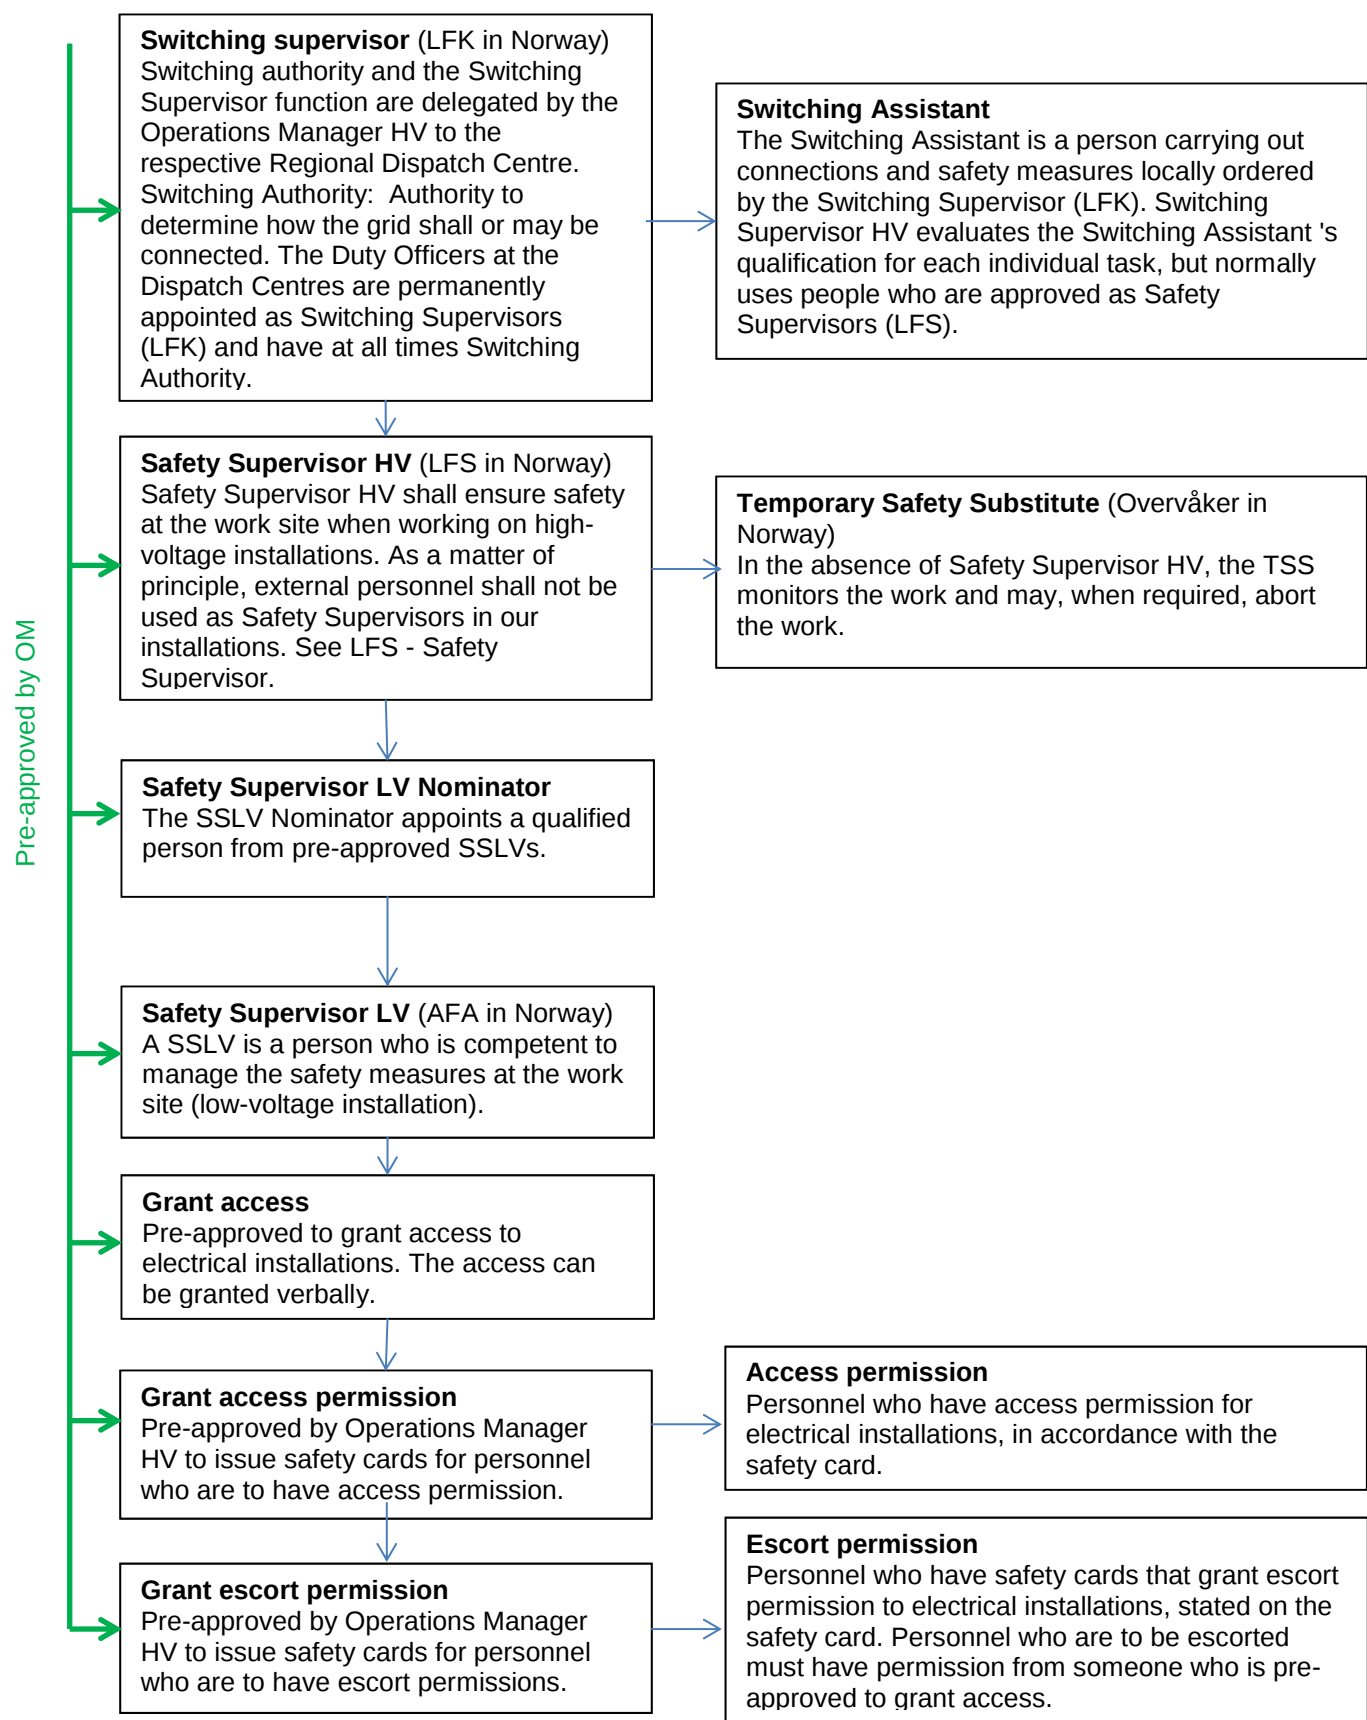 Pre-approved by OM
Switching supervisor (LFK in Norway)
Switching authority and the Switching
Supervisor function are delegated by the
Operations Manager HV to the
respective Regional Dispatch Centre.
Switching Authority:  Authority to
determine how the grid shall or may be
connected. The Duty Officers at the
Dispatch Centres are permanently
appointed as Switching Supervisors
(LFK) and have at all times Switching
Authority.
Switching Assistant
The Switching Assistant is a person carrying out
connections and safety measures locally ordered
by the Switching Supervisor (LFK). Switching
Supervisor HV evaluates the Switching Assistant 's
qualification for each individual task, but normally
uses people who are approved as Safety
Supervisors (LFS).
Safety Supervisor HV (LFS in Norway)
Safety Supervisor HV shall ensure safety
at the work site when working on high-
voltage installations. As a matter of
principle, external personnel shall not be
used as Safety Supervisors in our
installations. See LFS - Safety
Supervisor.
Temporary Safety Substitute (Overvåker in
Norway)
In the absence of Safety Supervisor HV, the TSS
monitors the work and may, when required, abort
the work.
Safety Supervisor LV Nominator
The SSLV Nominator appoints a qualified
person from pre-approved SSLVs.
Safety Supervisor LV (AFA in Norway)
A SSLV is a person who is competent to
manage the safety measures at the work
site (low-voltage installation).
Grant access
Pre-approved to grant access to
electrical installations. The access can
be granted verbally.
Grant access permission
Pre-approved by Operations Manager
HV to issue safety cards for personnel
who are to have access permission.
Access permission
Personnel who have access permission for
electrical installations, in accordance with the
safety card.
Grant escort permission
Pre-approved by Operations Manager
HV to issue safety cards for personnel
who are to have escort permissions.
Escort permission
Personnel who have safety cards that grant escort
permission to electrical installations, stated on the
safety card. Personnel who are to be escorted
must have permission from someone who is pre-
approved to grant access.